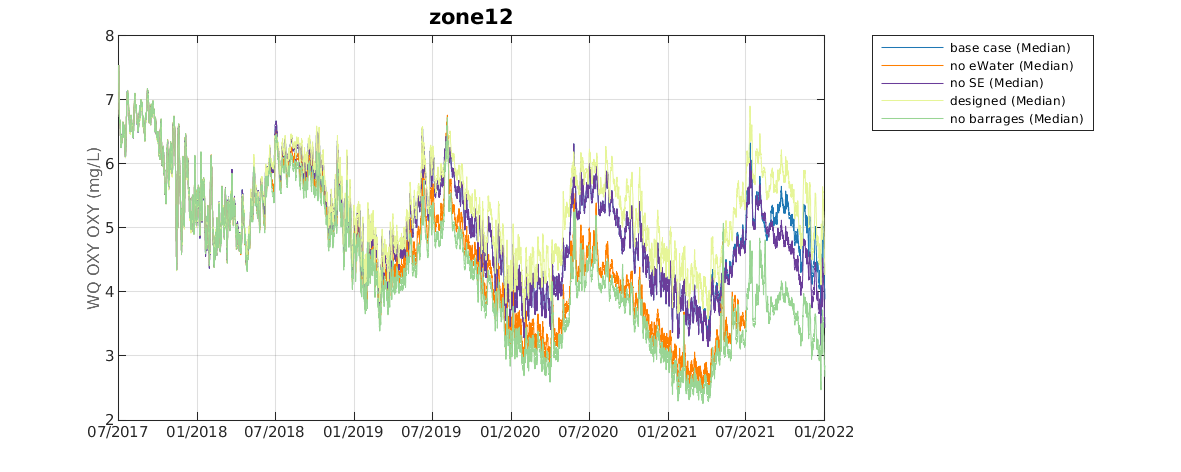 zone12
8
7
6
5
4
3
2
WQ OXY OXY (mg/L)
07/2017 01/2018 07/2018 01/2019 07/2019 01/2020 07/2020 01/2021 07/2021 01/2022
base case (Median)
no eWater (Median)
no SE (Median)
designed (Median)
no barrages (Median)